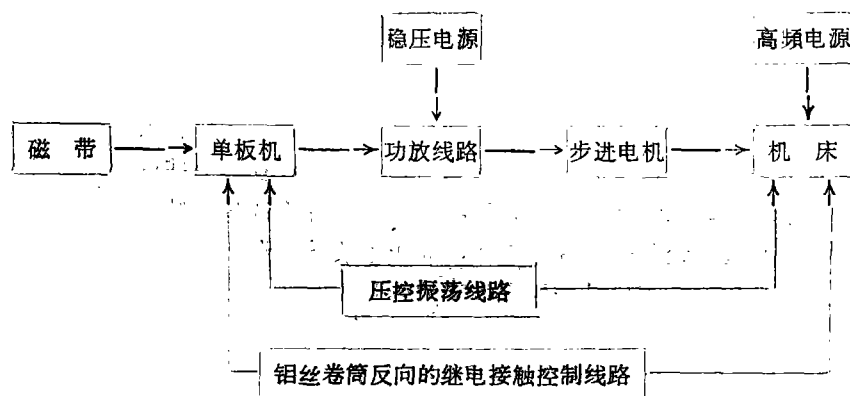 稳压电源
高頻电源
磁 带
单板机
功放线路
步进电机
机 床
压控振荡线路
钼丝卷筒反向的继电接触控制线路